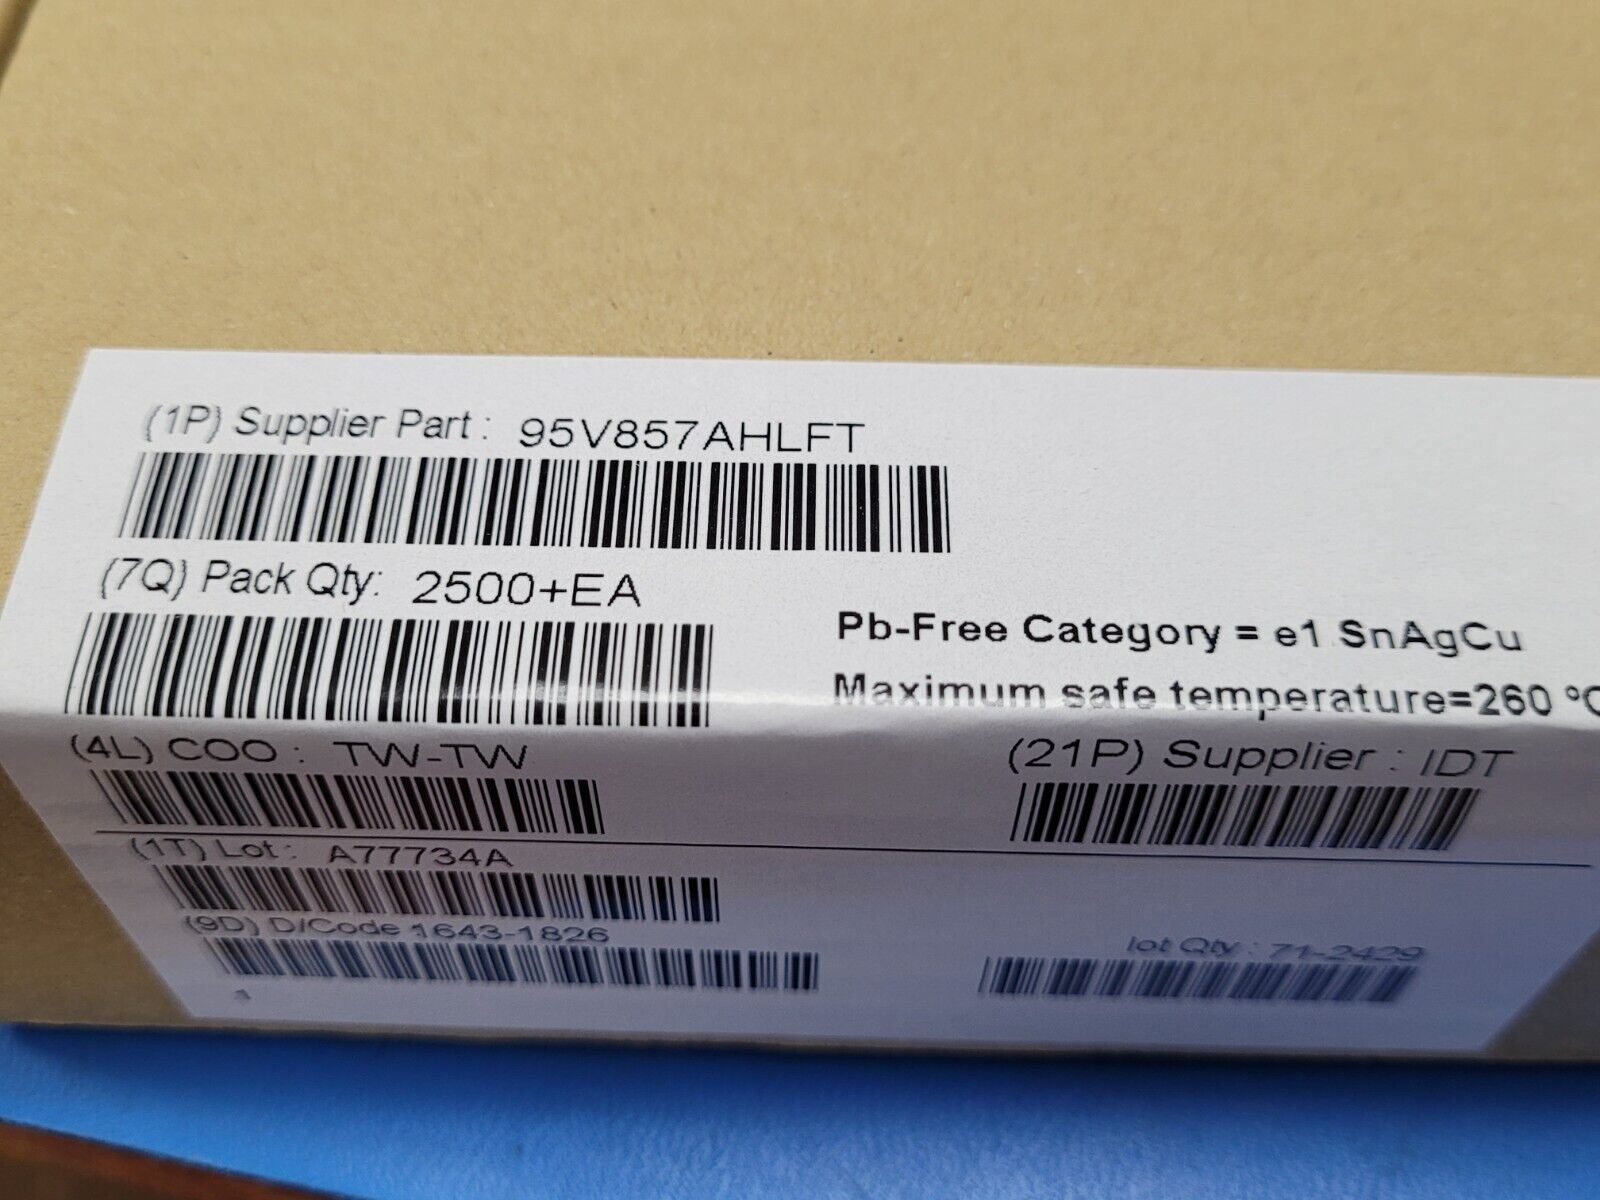 (1P) Supplier Part : 95V857AHLFT
(7Q) Pack Qty: 2500+EA
Pb-Free Category = e1 SnAgCu
Maximum safe temperature=260 °C
(4L) COO : TW-TW
(21P) Supplier : IDT
(1T) Lot : A77734A
(9D) D/Code 1643-1826
lot Qty : 71-2429